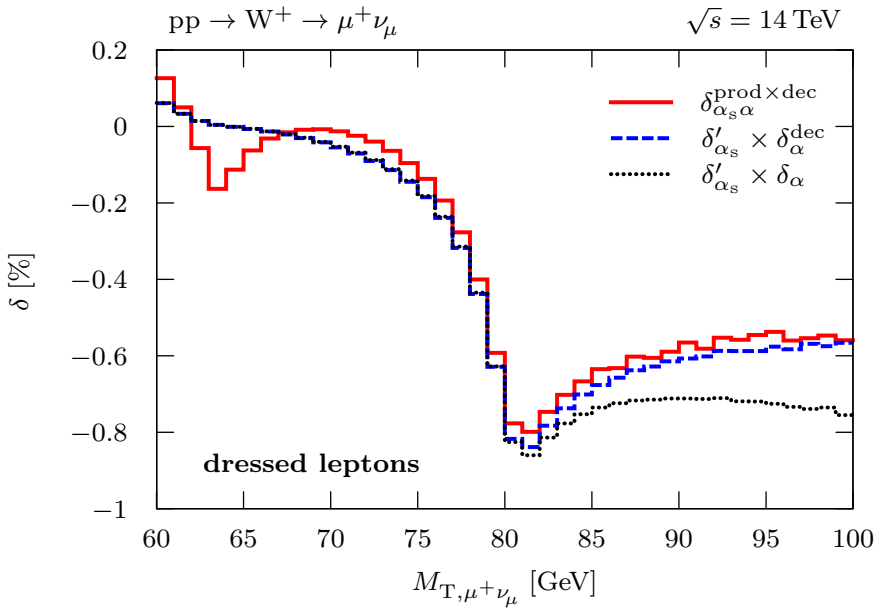 pp → W⁺ → μ⁺ν_μ √s = 14 TeV
δ [%]
0.2
0
−0.2
−0.4
−0.6
−0.8
−1
δ^{prod×dec}_{α_sα}
δ′_{α_s} × δ^{dec}_α
δ′_{α_s} × δ_α
dressed leptons
60 65 70 75 80 85 90 95 100
M_{T,μ⁺ν_μ} [GeV]